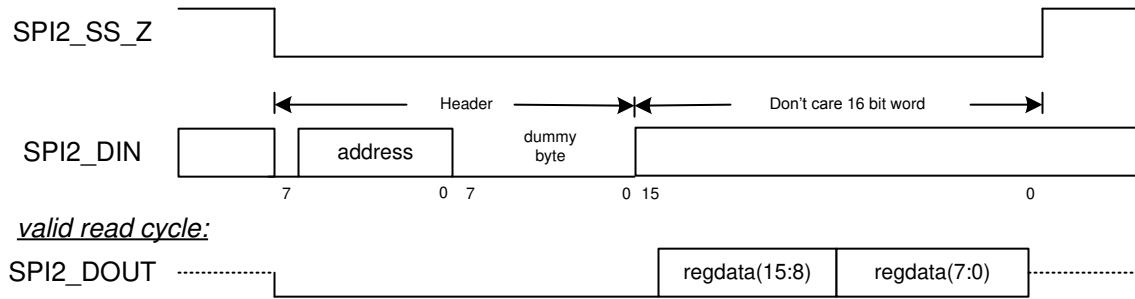 SPI2_SS_Z
Header
Don't care 16 bit word
SPI2_DIN
address
dummy
byte
7 0 7 0 15 0
valid read cycle:
SPI2_DOUT
regdata(15:8)
regdata(7:0)